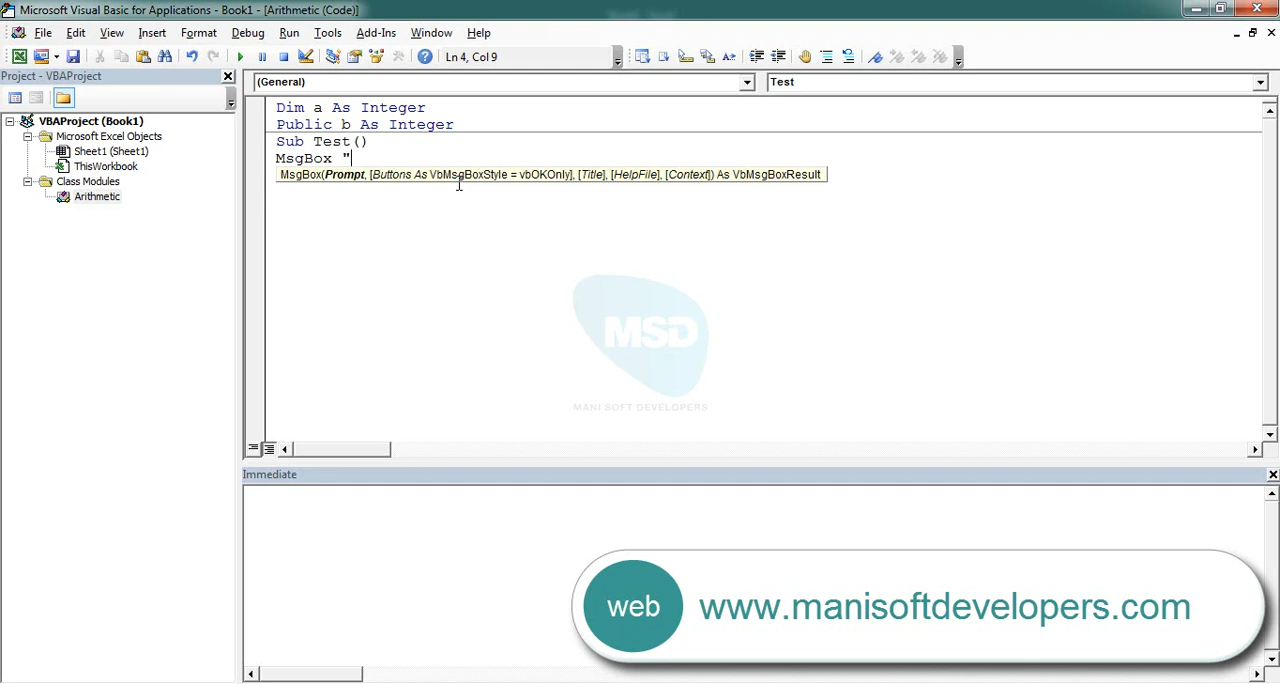 Microsoft Visual Basic for Applications - Book1 - [Arithmetic (Code)]
File Edit View Insert Format Debug Run Tools Add-Ins Window Help
Ln 4, Col 9
Project - VBAProject
(General) Test
VBAProject (Book1)
Microsoft Excel Objects
Sheet1 (Sheet1)
ThisWorkbook
Class Modules
Arithmetic
Dim a As Integer
Public b As Integer
Sub Test()
MsgBox "
MsgBox(Prompt, [Buttons As VbMsgBoxStyle = vbOKOnly], [Title], [HelpFile], [Context]) As VbMsgBoxResult
MSD
MANI SOFT DEVELOPERS
Immediate
web www.manisoftdevelopers.com